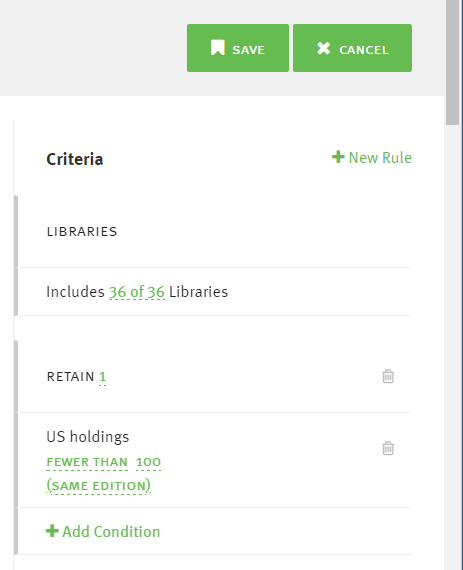 SAVE CANCEL
Criteria New Rule
LIBRARIES
Includes 36 of 36 Libraries
RETAIN 1
US holdings
FEWER THAN 100
(SAME EDITION)
Add Condition